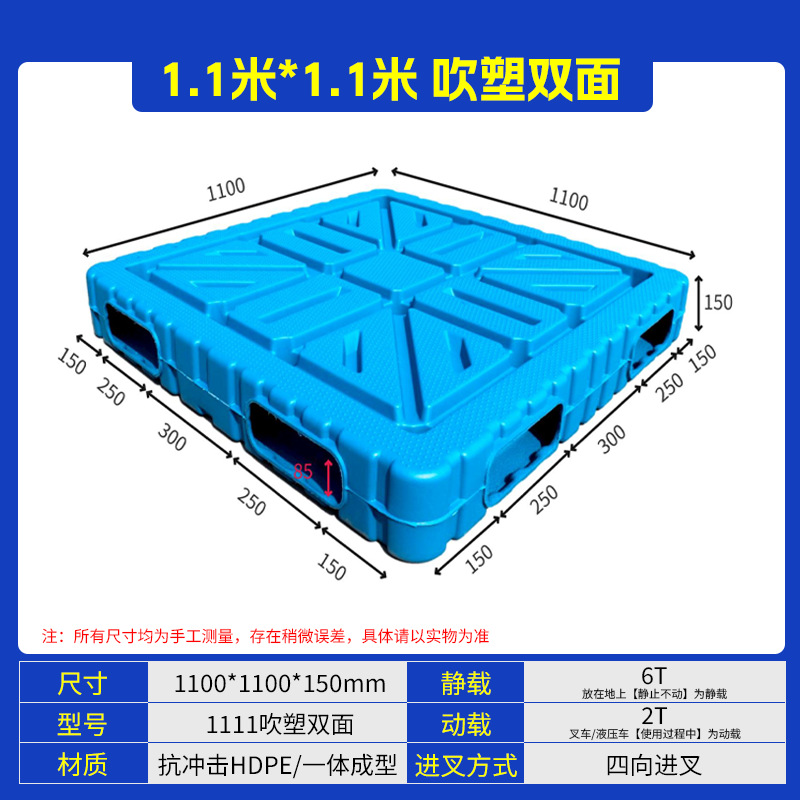 1.1米*1.1米 吹塑双面
1100
1100
150
150
250
300
250
150
85
150
250
300
250
150
注：所有尺寸均为手工测量，存在稍微误差，具体请以实物为准
尺寸 1100*1100*150mm 静载 6T
放在地上【静止不动】为静载
型号 1111吹塑双面 动载 2T
叉车/液压车【使用过程中】为动载
材质 抗冲击HDPE/一体成型 进叉方式 四向进叉